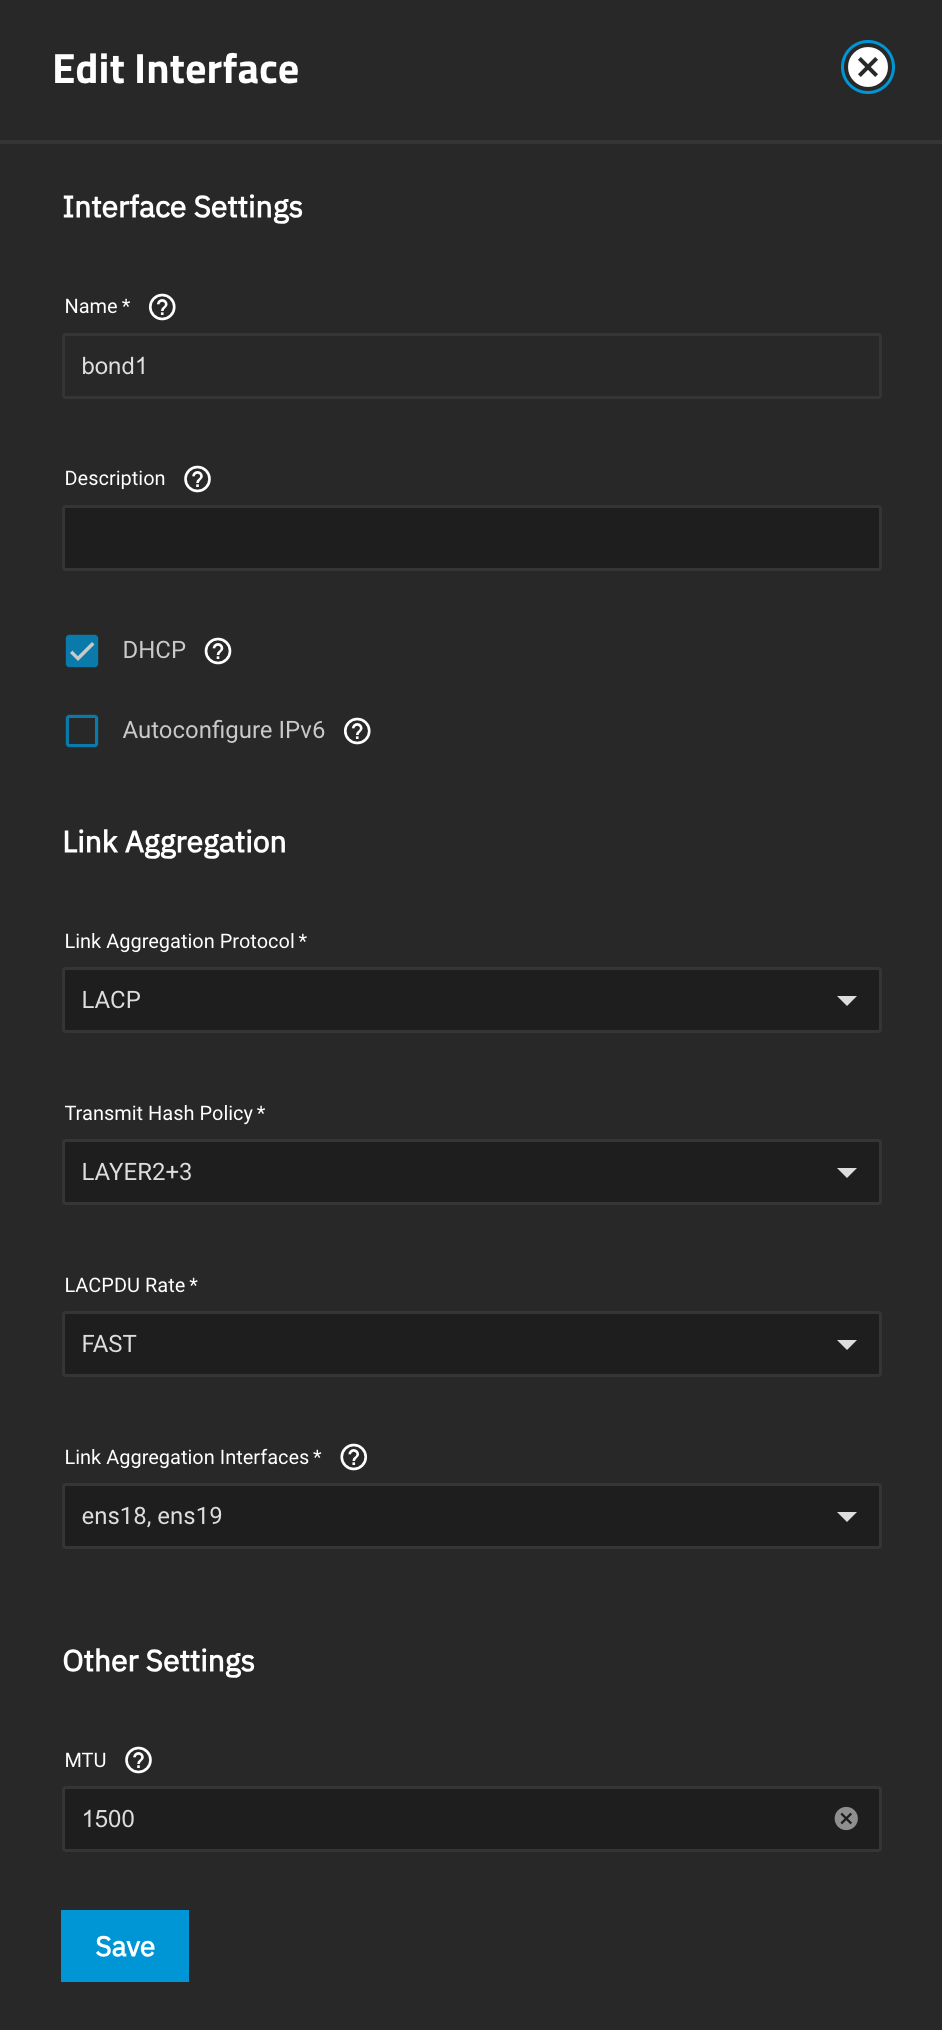 Edit Interface
Interface Settings
Name *
bond1
Description
DHCP
Autoconfigure IPv6
Link Aggregation
Link Aggregation Protocol *
LACP
Transmit Hash Policy *
LAYER2+3
LACPDU Rate *
FAST
Link Aggregation Interfaces *
ens18, ens19
Other Settings
MTU
1500
Save